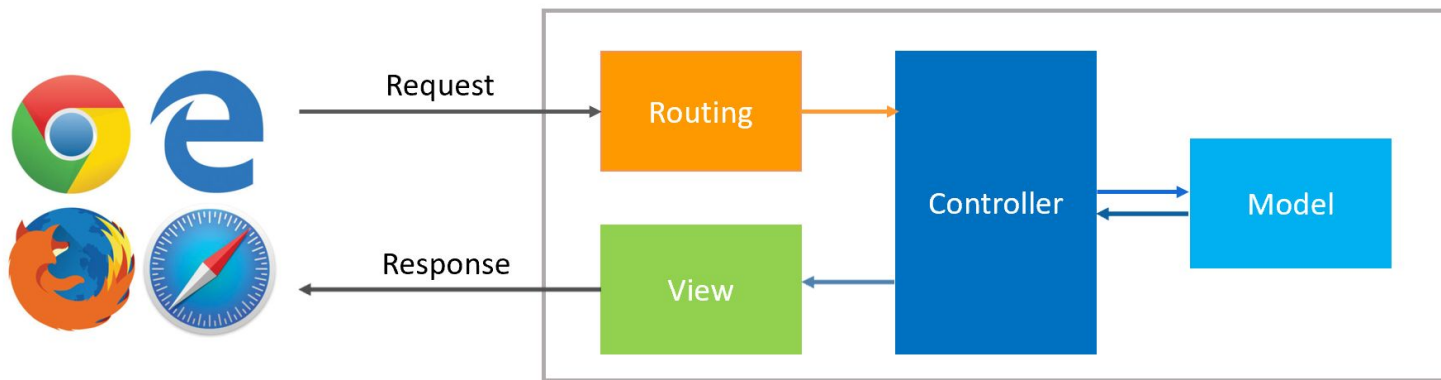 Request
Routing
Controller
Model
Response
View